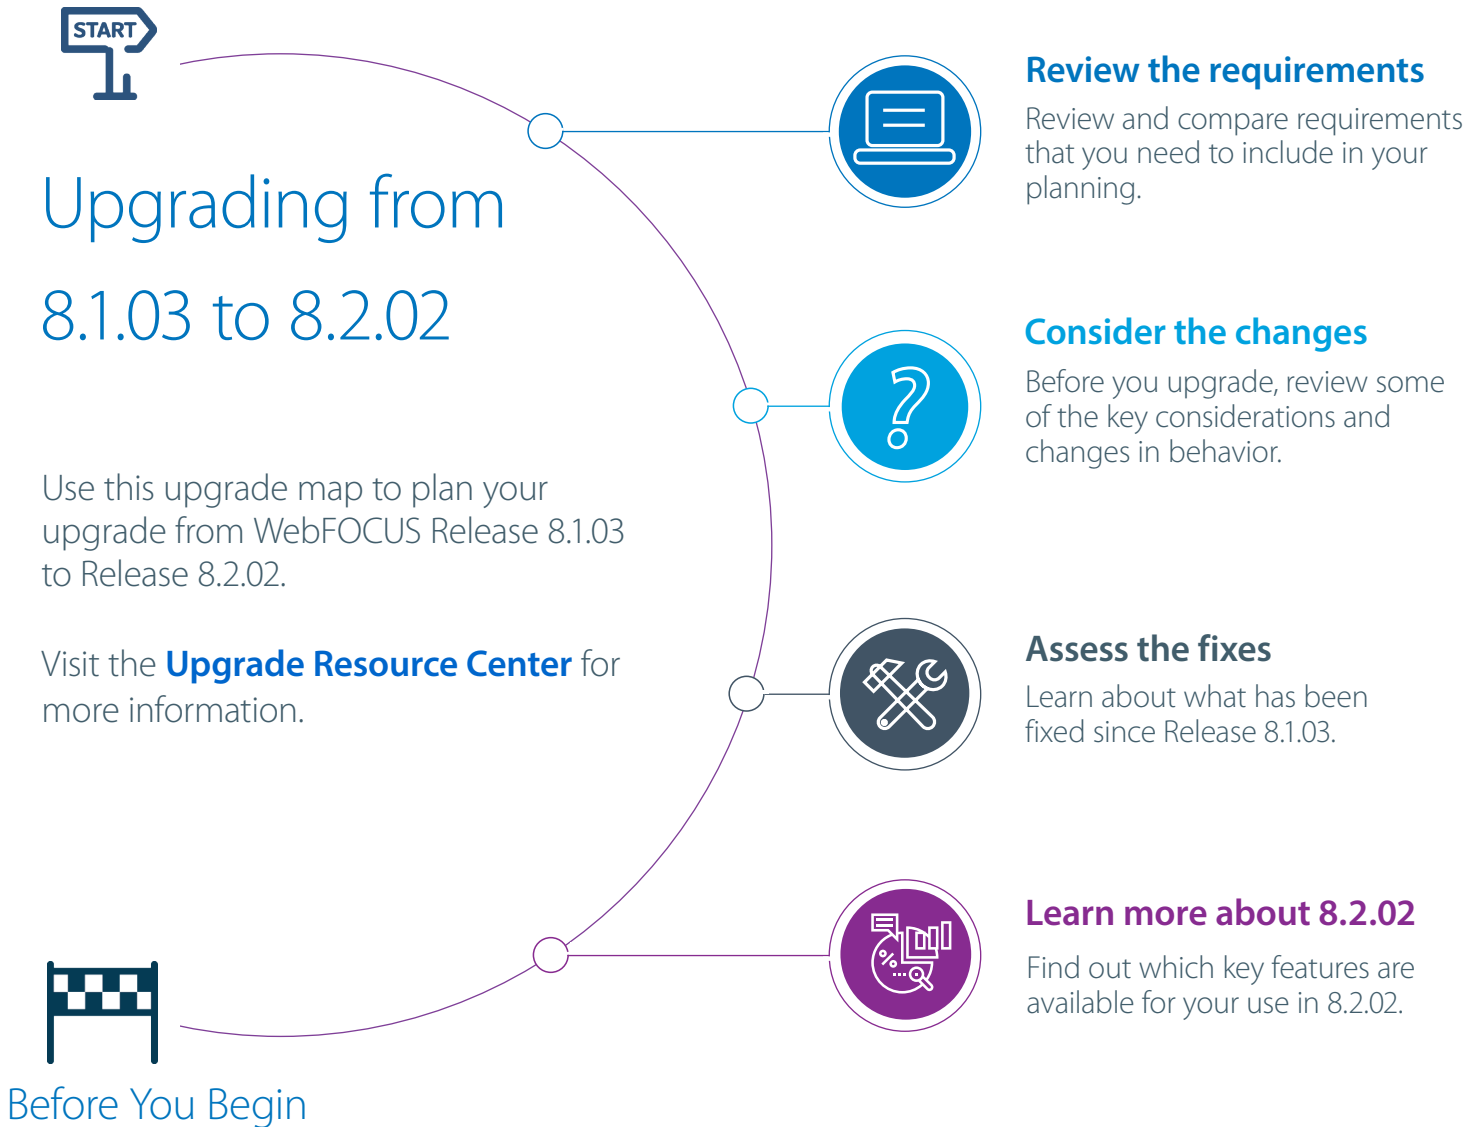 START
Upgrading from
8.1.03 to 8.2.02
Use this upgrade map to plan your
upgrade from WebFOCUS Release 8.1.03
to Release 8.2.02.
Visit the Upgrade Resource Center for
more information.
Review the requirements
Review and compare requirements
that you need to include in your
planning.
Consider the changes
Before you upgrade, review some
of the key considerations and
changes in behavior.
Assess the fixes
Learn about what has been
fixed since Release 8.1.03.
Learn more about 8.2.02
Find out which key features are
available for your use in 8.2.02.
Before You Begin